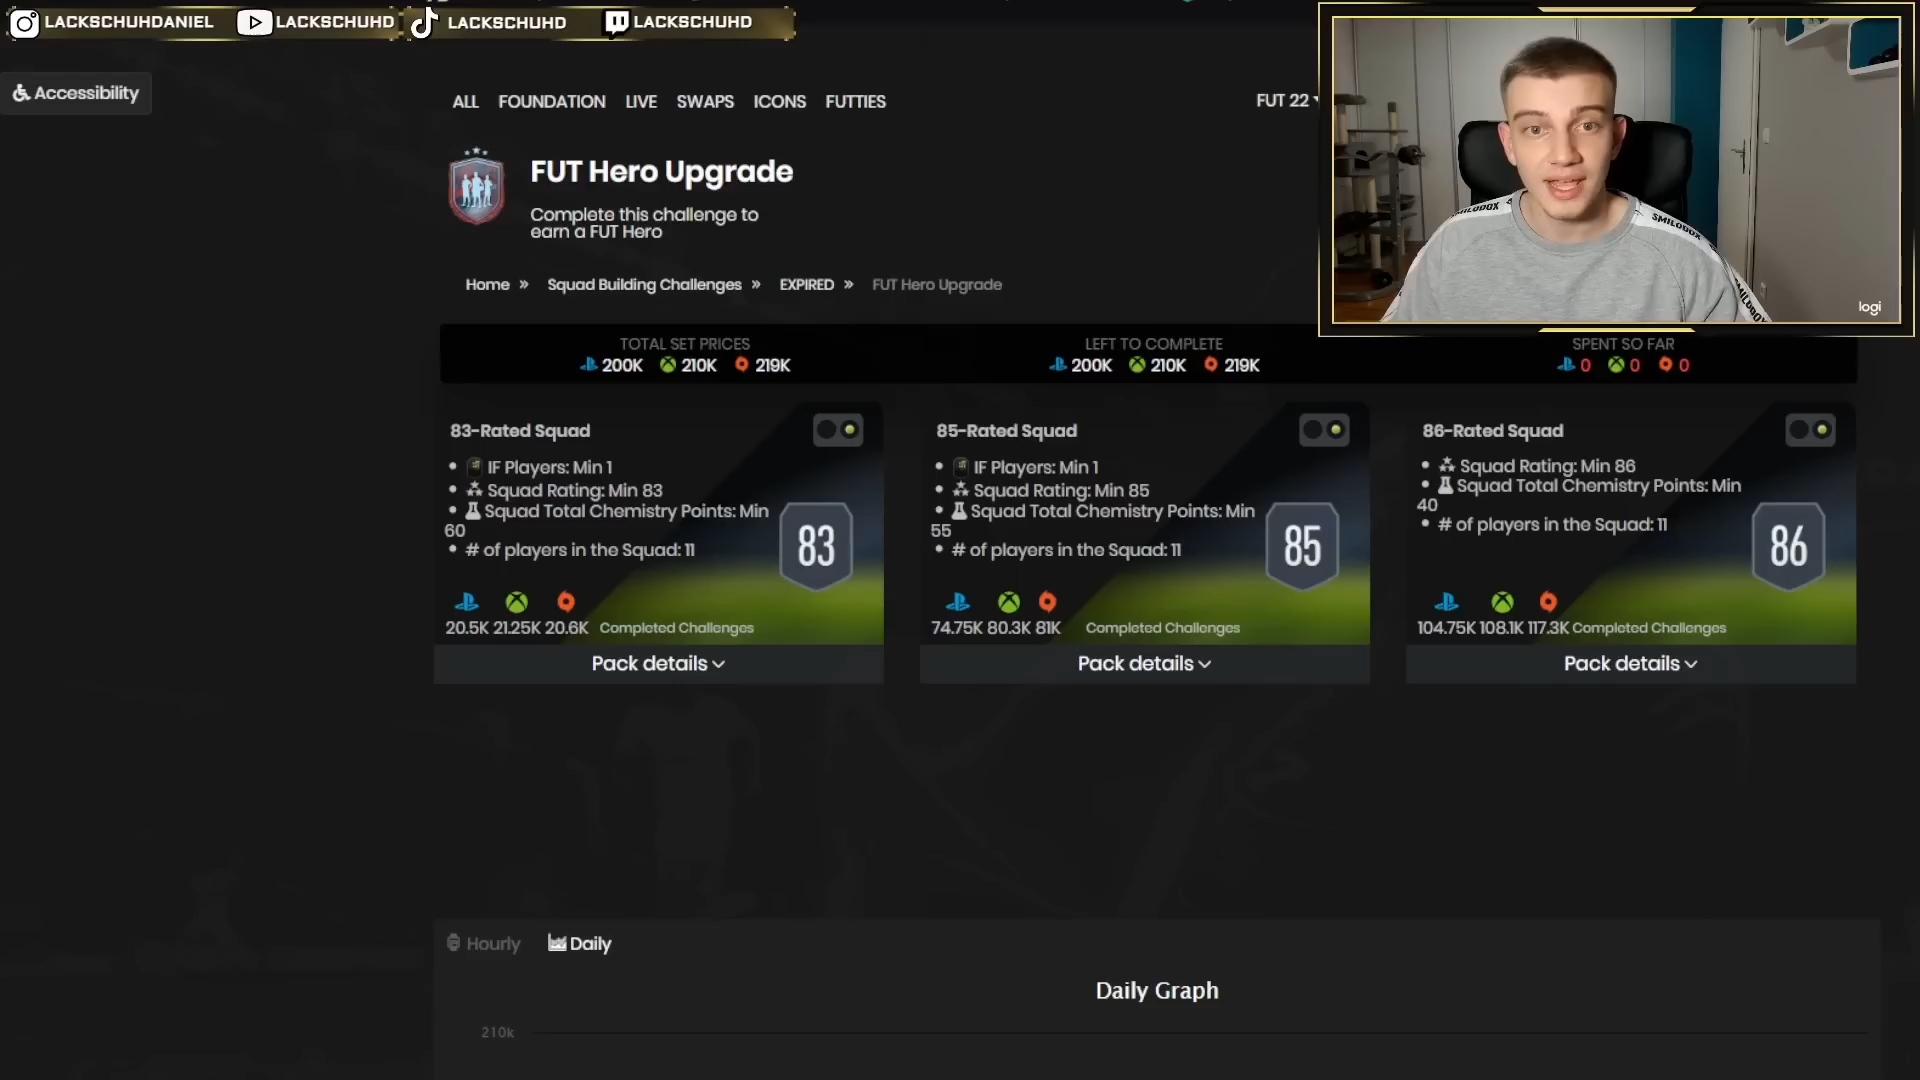 LACKSCHUHDANIEL LACKSCHUHD LACKSCHUHD LACKSCHUHD
Accessibility
ALL FOUNDATION LIVE SWAPS ICONS FUTTIES FUT 22
FUT Hero Upgrade
Complete this challenge to
earn a FUT Hero
Home » Squad Building Challenges » EXPIRED » FUT Hero Upgrade
SMILODOX SMILODOX
logi
TOTAL SET PRICES
200K 210K 219K
LEFT TO COMPLETE
200K 210K 219K
SPENT SO FAR
0 0 0
83-Rated Squad
• IF Players: Min 1
• Squad Rating: Min 83
• Squad Total Chemistry Points: Min
60
• # of players in the Squad: 11
83
20.5K 21.25K 20.6K Completed Challenges
Pack details
85-Rated Squad
• IF Players: Min 1
• Squad Rating: Min 85
• Squad Total Chemistry Points: Min
55
• # of players in the Squad: 11
85
74.75K 80.3K 81K Completed Challenges
Pack details
86-Rated Squad
• Squad Rating: Min 86
• Squad Total Chemistry Points: Min
40
• # of players in the Squad: 11
86
104.75K 108.1K 117.3K Completed Challenges
Pack details
Hourly Daily
Daily Graph
210k